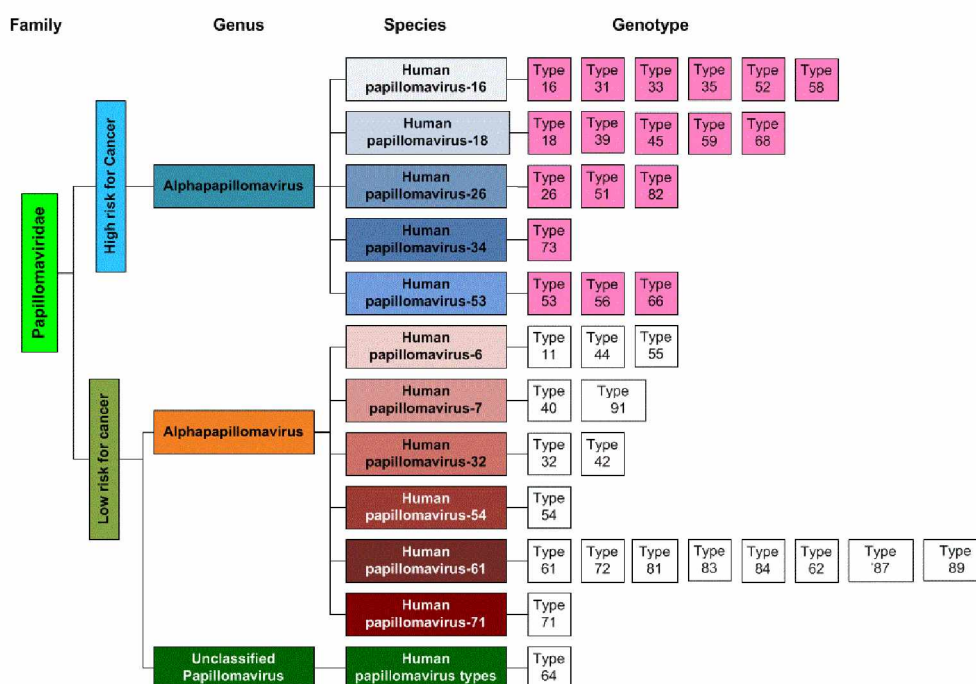 Family Genus Species Genotype
Papillomaviridae
High risk for Cancer
Alphapapillomavirus
Human
papillomavirus-16
Type
16
Type
31
Type
33
Type
35
Type
52
Type
58
Human
papillomavirus-18
Type
18
Type
39
Type
45
Type
59
Type
68
Human
papillomavirus-26
Type
26
Type
51
Type
82
Human
papillomavirus-34
Type
73
Human
papillomavirus-53
Type
53
Type
56
Type
66
Low risk for cancer
Alphapapillomavirus
Human
papillomavirus-6
Type
11
Type
44
Type
55
Human
papillomavirus-7
Type
40
Type
91
Human
papillomavirus-32
Type
32
Type
42
Human
papillomavirus-54
Type
54
Human
papillomavirus-61
Type
61
Type
72
Type
81
Type
83
Type
84
Type
62
Type
'87
Type
89
Human
papillomavirus-71
Type
71
Unclassified
Papillomavirus
Human
papillomavirus types
Type
64